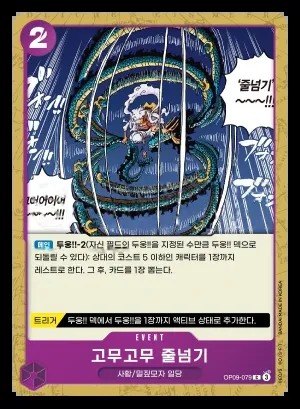 2
'줄넘기'
~~~!!!
메인 두웅!!-2(자신 필드의 두웅!!을 지정된 수만큼 두웅!! 덱으로
되돌릴 수 있다): 상대의 코스트 5 이하인 캐릭터를 1장까지
레스트로 한다. 그 후, 카드를 1장 뽑는다.
트리거 두웅!! 덱에서 두웅!!을 1장까지 액티브 상태로 추가한다.
EVENT
고무고무 줄넘기
사황/밀짚모자 일당
OP09-079 R 3